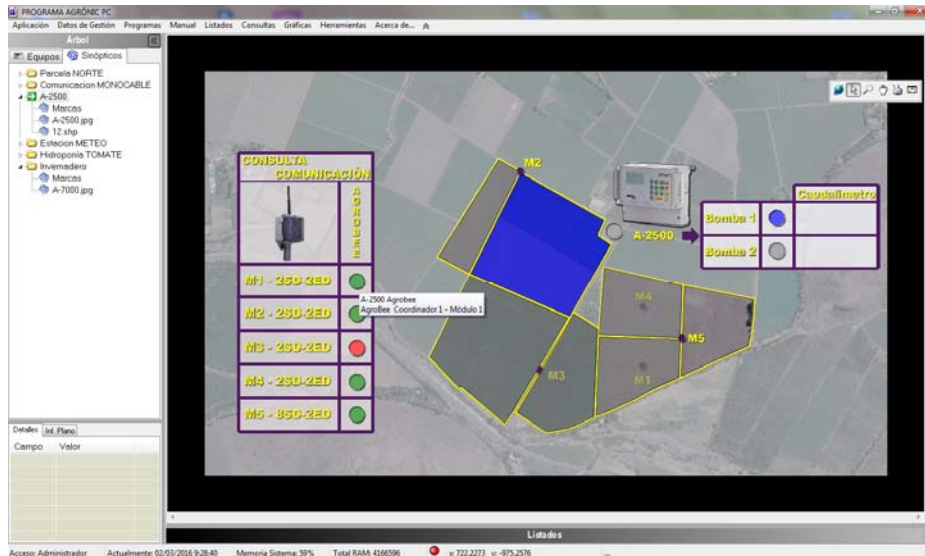 PROGRAMA AGRÓNIC PC
Aplicación Datos de Gestión Programas Manual Listados Consultas Gráficas Herramientas Acerca de...
Árbol
Equipos Sinópticos
Parcela NORTE
Comunicacion MONOCABLE
A-2500
Marcas
A-2500.jpg
12.shp
Estacion METEO
Hidroponia TOMATE
Invernadero
Marcas
A-7000.jpg
CONSULTA
COMUNICACIÓN
AGROBEE
M1 - 2SD-2ED
M2 - 2SD-2ED
M3 - 2SD-2ED
M4 - 2SD-2ED
M5 - 8SD-2ED
A-2500 Agrobee
AgroBee Coordinador 1 - Módulo 1
M2
A-2500
Caudalímetro
Bomba 1
Bomba 2
M4
M5
M3
M1
Detalles Inf. Plano
Campo Valor
Listados
Acceso: Administrador Actualmente: 02/03/2016 9:28:40 Memoria Sistema: 59% Total RAM: 4166596 x: 722,2273 y: -975,2576